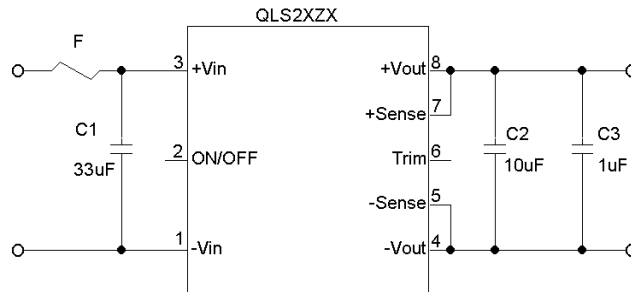 QLS2XZX
F
3 +Vin +Vout 8
+Sense 7
C1
33uF
2 ON/OFF Trim 6
C2
10uF
C3
1uF
-Sense 5
1 -Vin -Vout 4